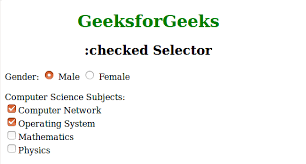 GeeksforGeeks
:checked Selector
Gender: Male Female
Computer Science Subjects:
Computer Network
Operating System
Mathematics
Physics